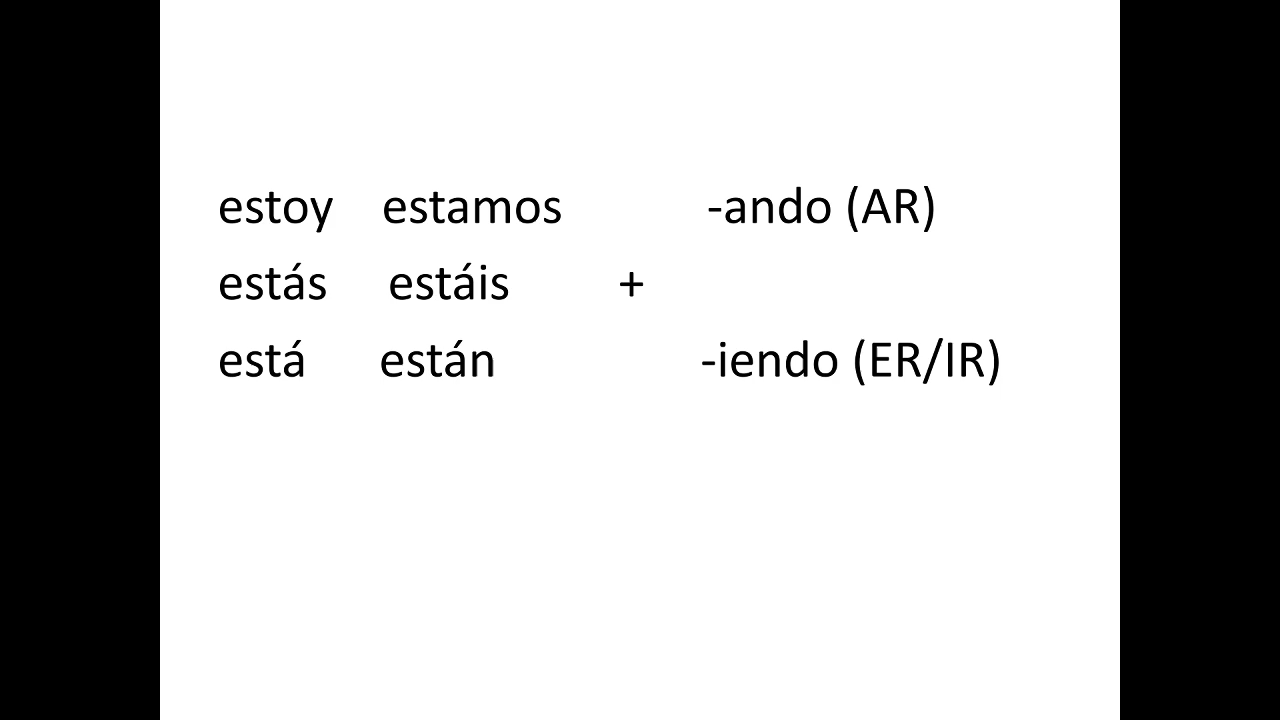 estoy estamos -ando (AR)
estás estáis +
está están -iendo (ER/IR)